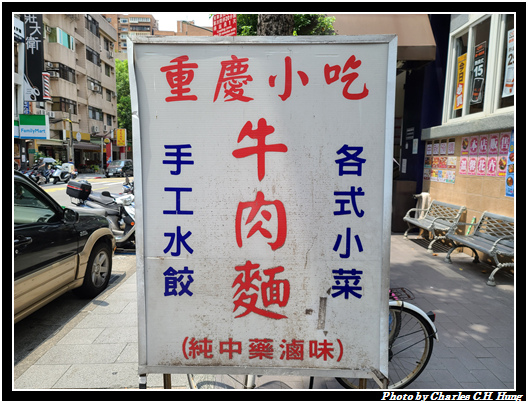 重慶小吃
牛肉麵
各式小菜
手工水餃
(純中藥滷味)
FamilyMart
Photo by Charles C.H. Hung